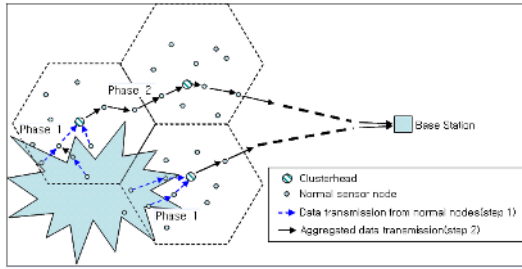 Phase 2
Phase 1
Base Station
Phase 1
Clusterhead
Normal sensor node
Data transmission from normal nodes(step 1)
Aggregated data transmission(step 2)